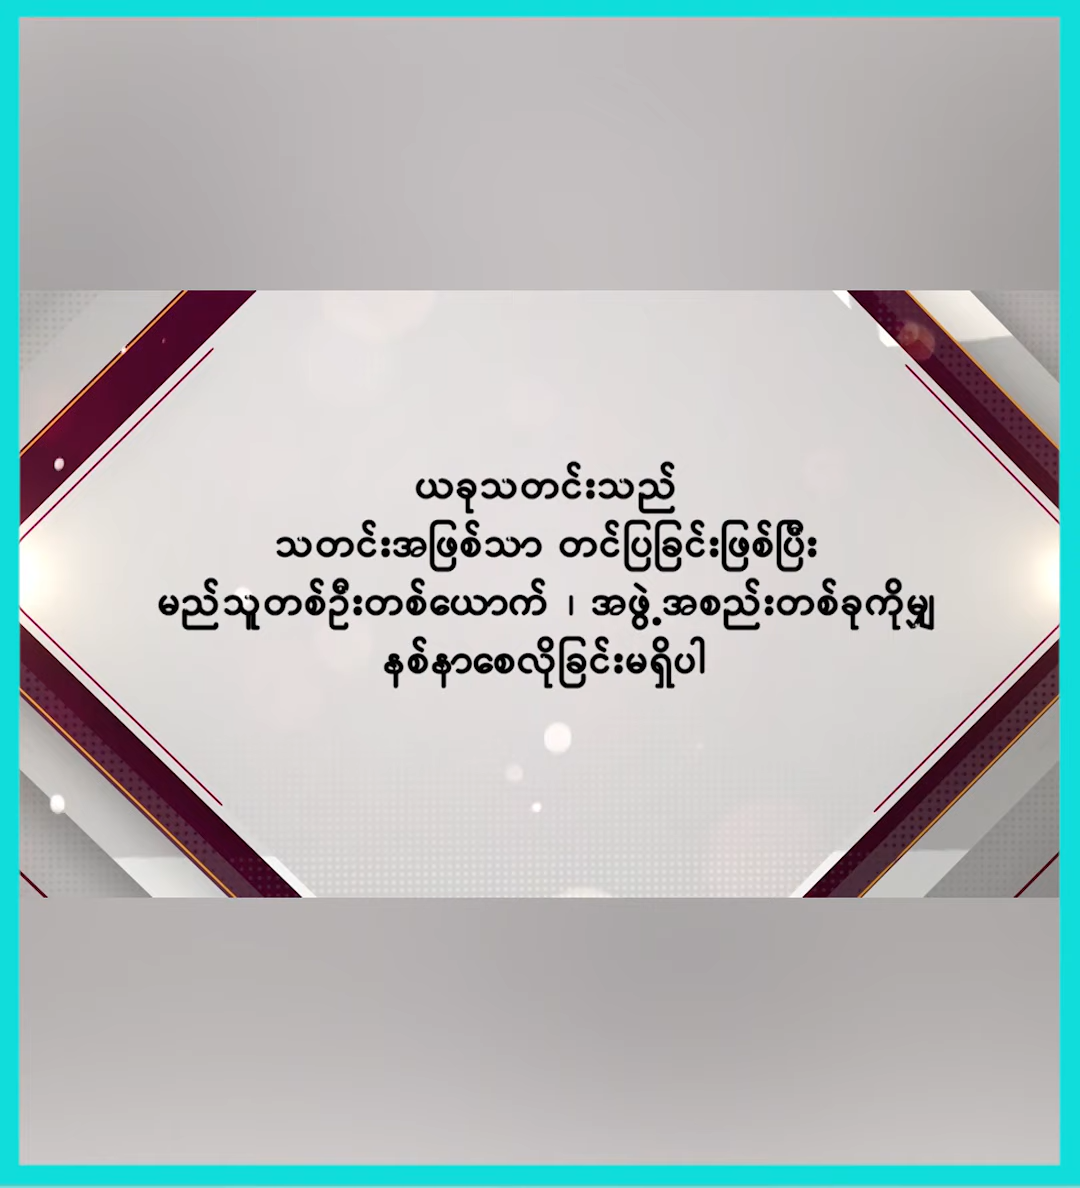 ယခုသတင်းသည်
သတင်းအဖြစ်သာ တင်ပြခြင်းဖြစ်ပြီး
မည်သူတစ်ဦးတစ်ယောက် ၊ အဖွဲ့အစည်းတစ်ခုကိုမျှ
နစ်နာစေလိုခြင်းမရှိပါ